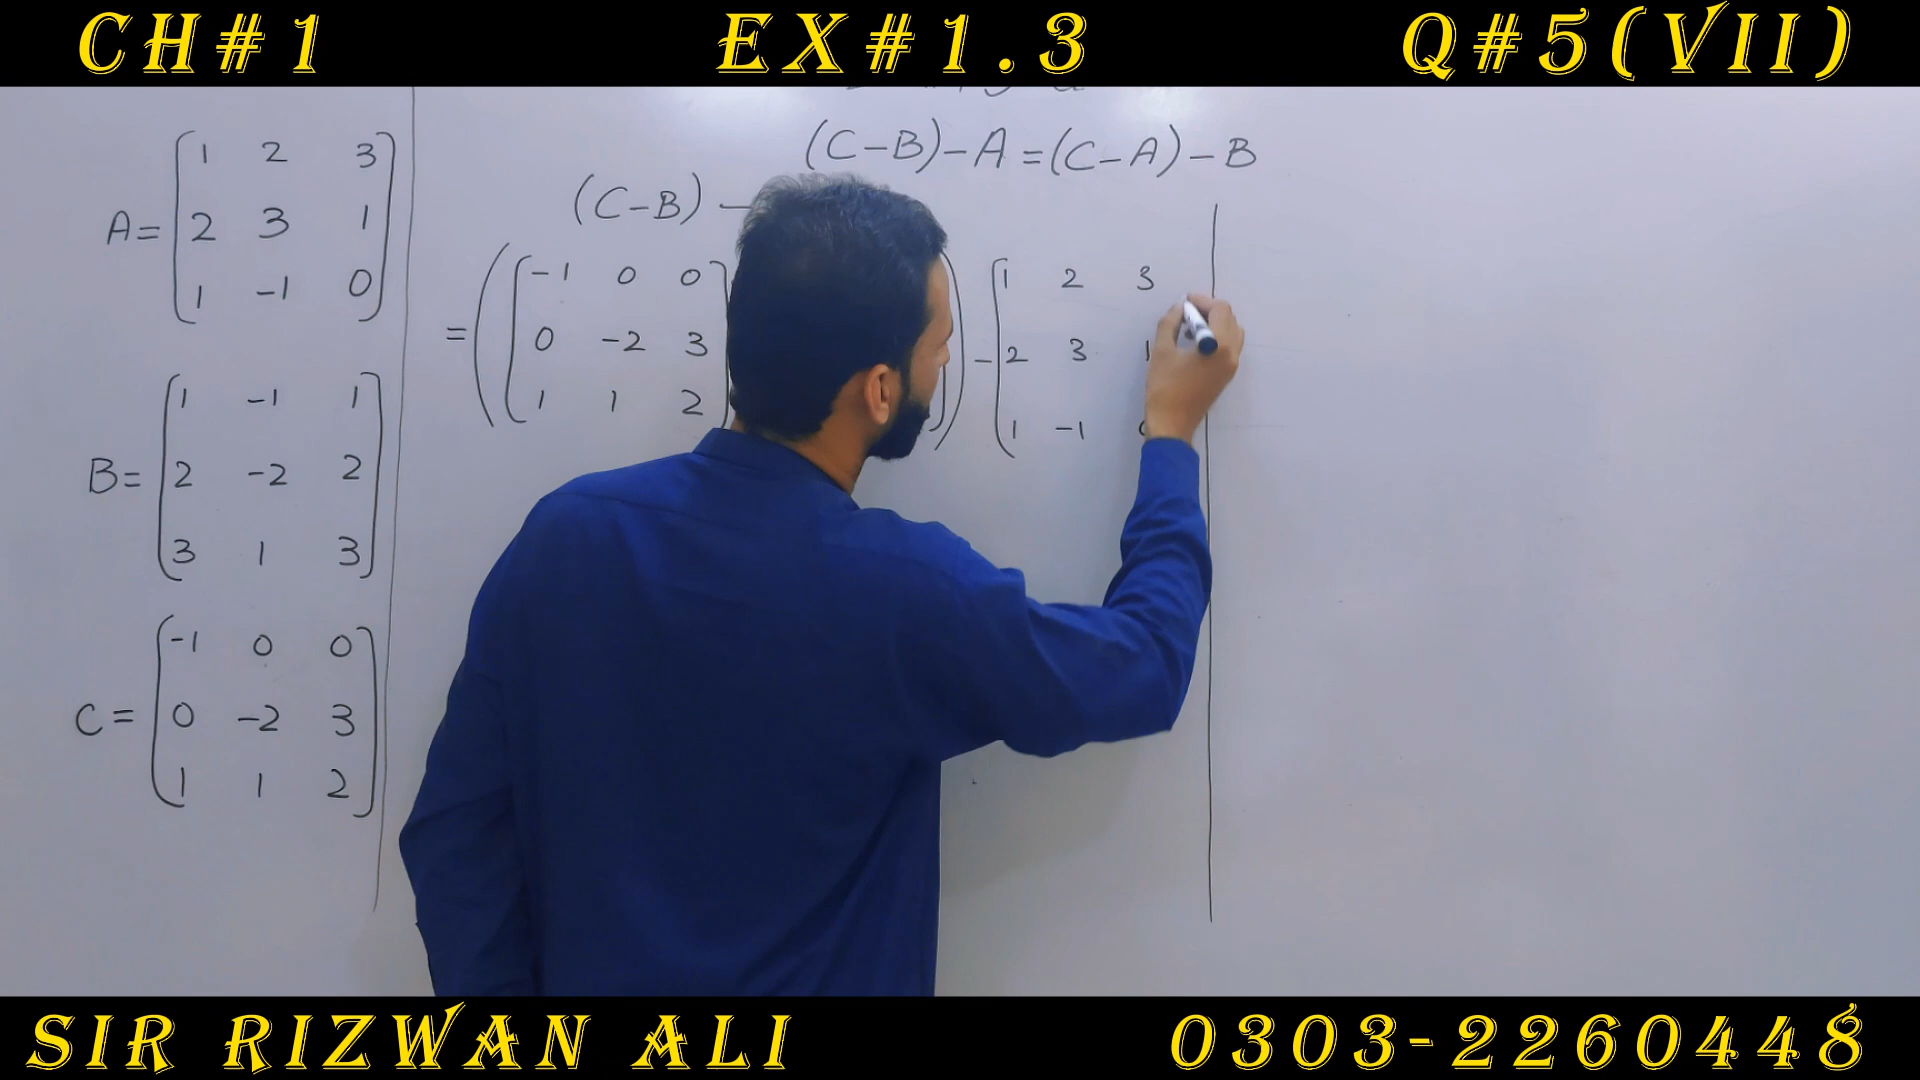 CH#1 EX#1.3 Q#5(VII)
(C-B)-A=(C-A)-B
(C-B) -
A= [1 2 3
2 3 1
1 -1 0]
B= [1 -1 1
2 -2 2
3 1 3]
C= [-1 0 0
0 -2 3
1 1 2]
= ([-1 0 0
0 -2 3
1 1 2] ]) - [1 2 3
2 3 1
1 -1
SIR RIZWAN ALI 0303-2260448